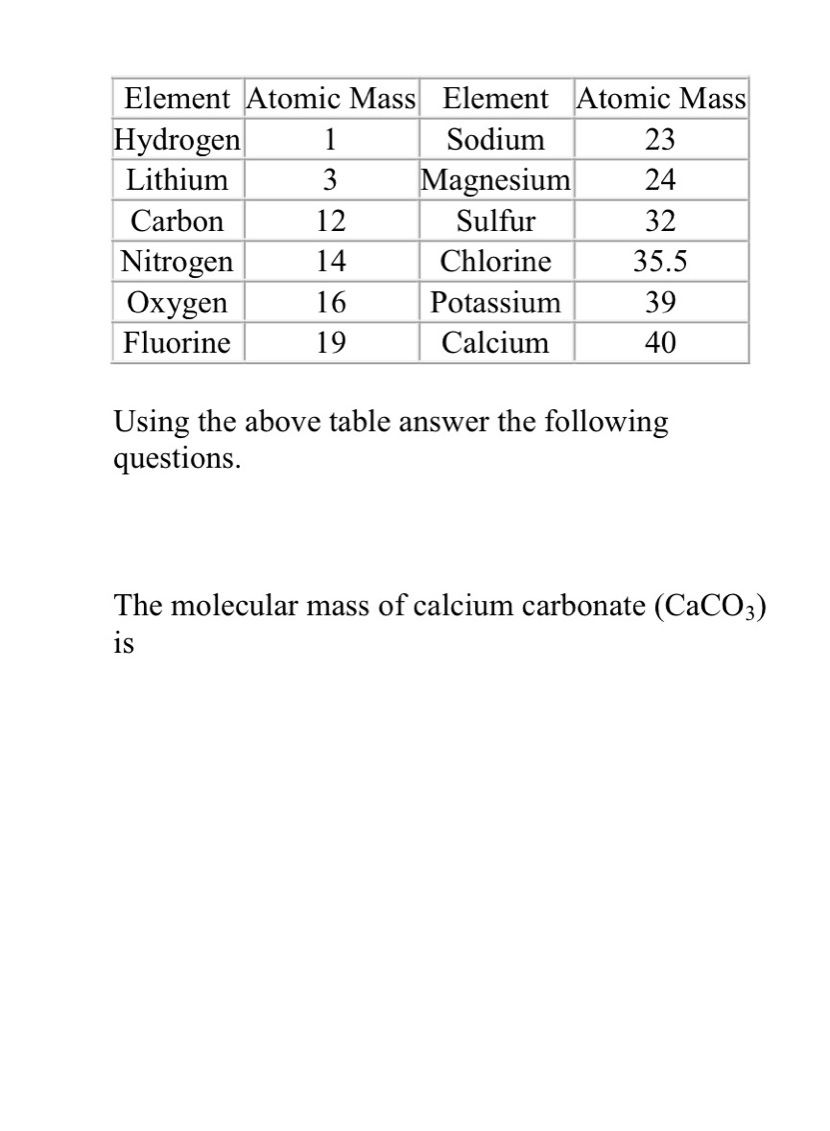 Element Atomic Mass Element Atomic Mass
Hydrogen 1 Sodium 23
Lithium 3 Magnesium 24
Carbon 12 Sulfur 32
Nitrogen 14 Chlorine 35.5
Oxygen 16 Potassium 39
Fluorine 19 Calcium 40
Using the above table answer the following
questions.
The molecular mass of calcium carbonate (CaCO₃)
is